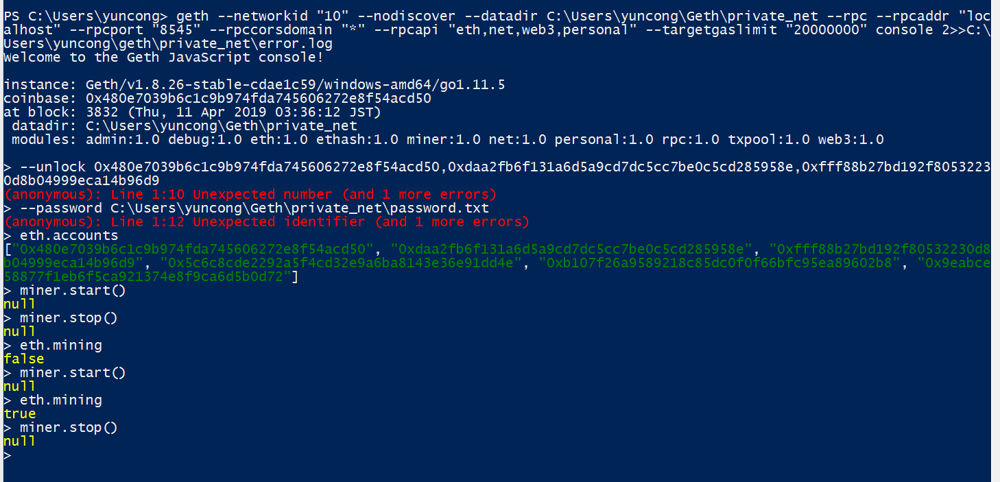 PS C:\Users\yuncong> geth --networkid "10" --nodiscover --datadir C:\Users\yuncong\Geth\private_net --rpc --rpcaddr "loc
alhost" --rpcport "8545" --rpccorsdomain "*" --rpcapi "eth,net,web3,personal" --targetgaslimit "20000000" console 2>>C:\
Users\yuncong\geth\private_net\error.log
Welcome to the Geth JavaScript console!
instance: Geth/v1.8.26-stable-cdae1c59/windows-amd64/go1.11.5
coinbase: 0x480e7039b6c1c9b974fda745606272e8f54acd50
at block: 3832 (Thu, 11 Apr 2019 03:36:12 JST)
 datadir: C:\Users\yuncong\Geth\private_net
 modules: admin:1.0 debug:1.0 eth:1.0 ethash:1.0 miner:1.0 net:1.0 personal:1.0 rpc:1.0 txpool:1.0 web3:1.0
> --unlock 0x480e7039b6c1c9b974fda745606272e8f54acd50,0xdaa2fb6f131a6d5a9cd7dc5cc7be0c5cd285958e,0xfff88b27bd192f8053223
0d8b04999eca14b96d9
(anonymous): Line 1:10 Unexpected number (and 1 more errors)
> --password C:\Users\yuncong\Geth\private_net\password.txt
(anonymous): Line 1:12 Unexpected identifier (and 1 more errors)
> eth.accounts
["0x480e7039b6c1c9b974fda745606272e8f54acd50", "0xdaa2fb6f131a6d5a9cd7dc5cc7be0c5cd285958e", "0xfff88b27bd192f80532230d8
b04999eca14b96d9", "0x5c6c8cde2292a5f4cd32e9a6ba8143e36e91dd4e", "0xb107f26a9589218c85dc0f0f66bfc95ea89602b8", "0x9eabce
58877f1eb6f5ca921374e8f9ca6d5b0d72"]
> miner.start()
null
> miner.stop()
null
> eth.mining
false
> miner.start()
null
> eth.mining
true
> miner.stop()
null
>